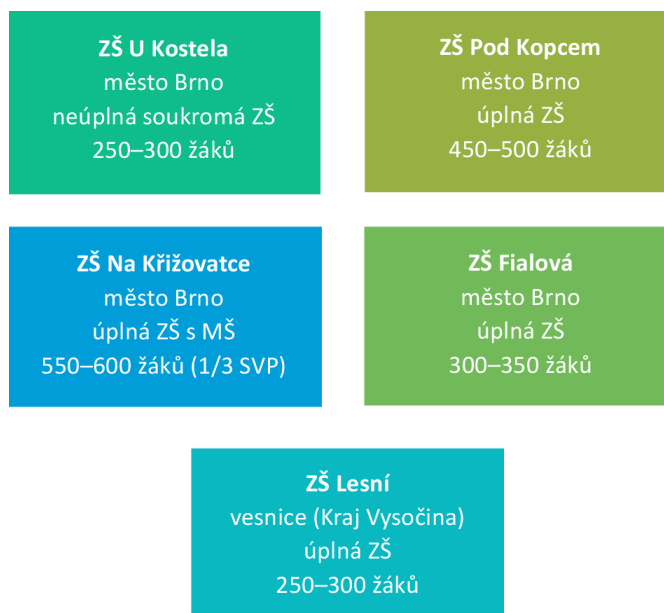 ZŠ U Kostela
město Brno
neúplná soukromá ZŠ
250–300 žáků
ZŠ Pod Kopcem
město Brno
úplná ZŠ
450–500 žáků
ZŠ Na Křižovatce
město Brno
úplná ZŠ s MŠ
550–600 žáků (1/3 SVP)
ZŠ Fialová
město Brno
úplná ZŠ
300–350 žáků
ZŠ Lesní
vesnice (Kraj Vysočina)
úplná ZŠ
250–300 žáků